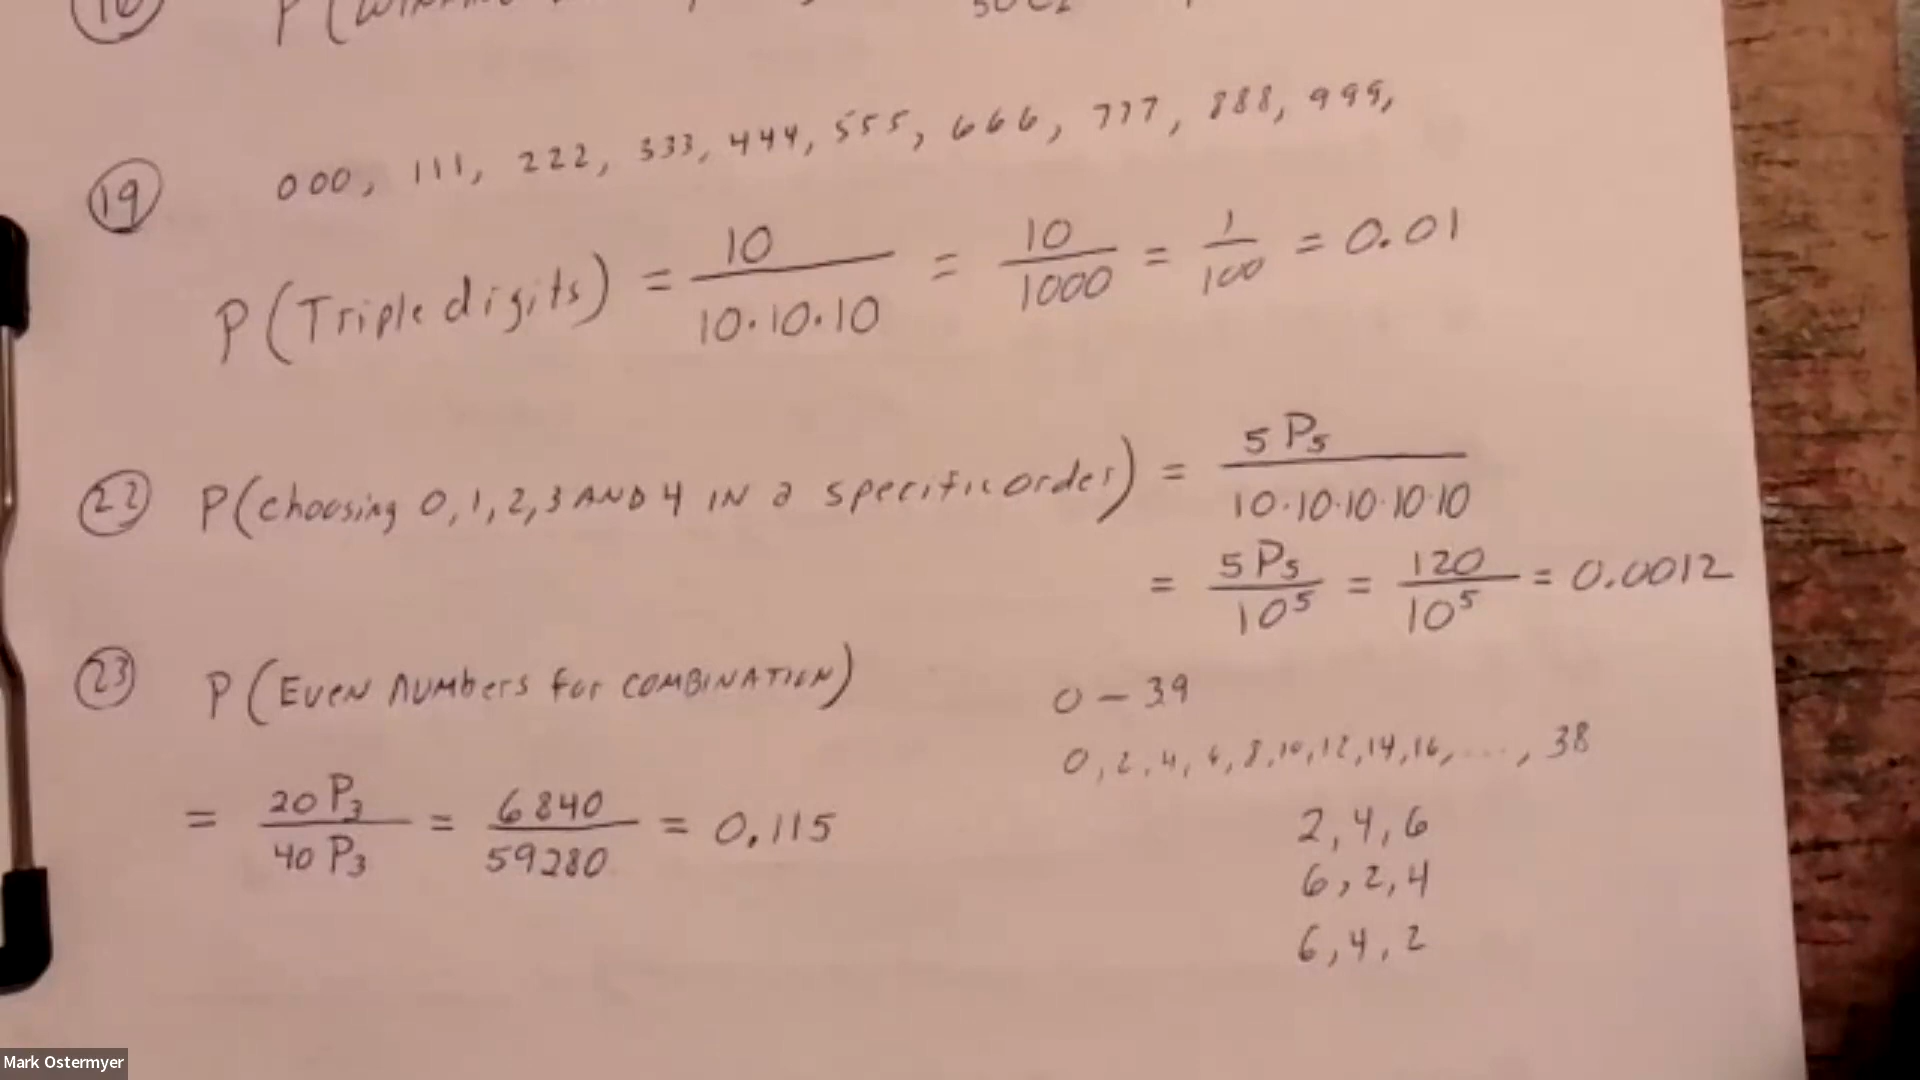 P(
50C2
19 000, 111, 222, 333, 444, 555, 666, 777, 888, 999,
P(Triple digits) = 10/10·10·10 = 10/1000 = 1/100 = 0.01
22 P(choosing 0,1,2,3 AND 4 IN a specific order) = 5P5/10·10·10·10·10
= 5P5/10^5 = 120/10^5 = 0.0012
23 P(EVEN NUMbers for COMBINATION)
0 – 39
0, 2, 4, 6, 8, 10, 12, 14, 16, ...., 38
= 20P3/40P3 = 6840/59280 = 0.115
2, 4, 6
6, 2, 4
6, 4, 2
Mark Ostermyer